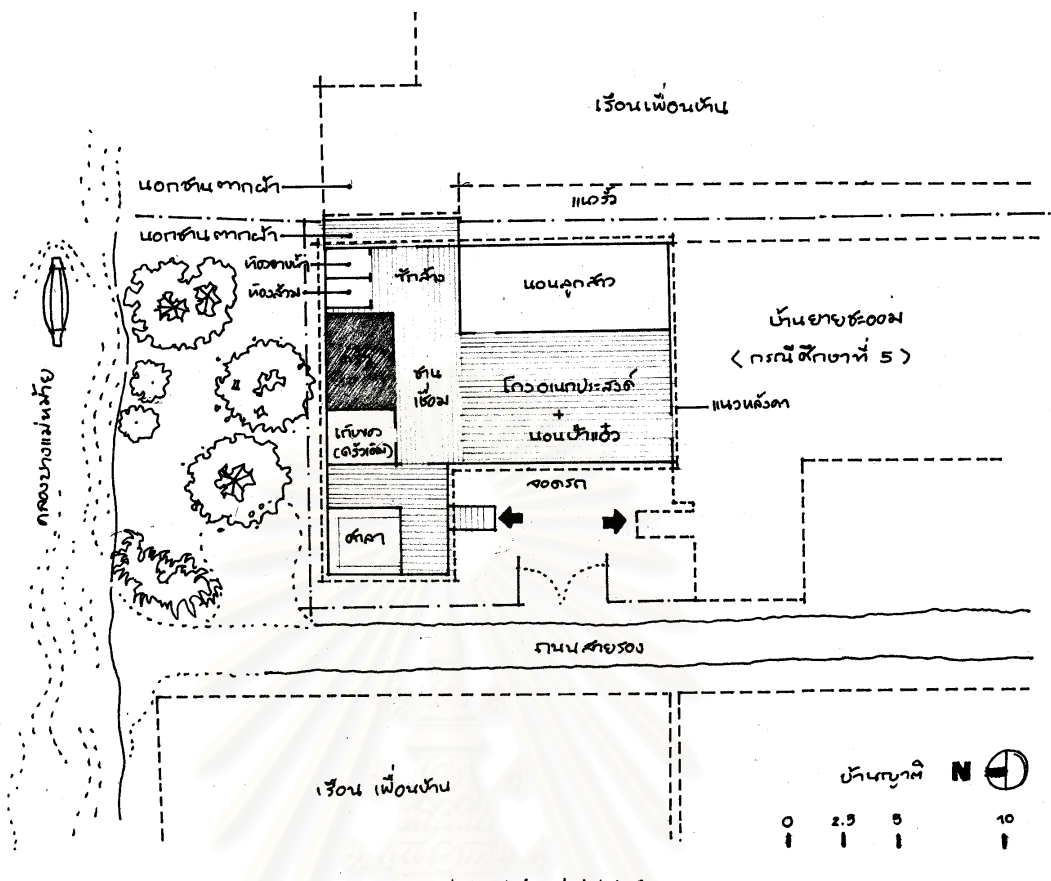 เรือนเพื่อนบ้าน
นอกชานตากผ้า
แนวรั้ว
นอกชานตากผ้า
ห้องอาบน้ำ
ห้องส้วม
ซักล้าง
นอนลูกสาว
บ้านยายชะออม
(กรณีศึกษาที่ 5)
ครัว
ชาน
เชื่อม
โถงอเนกประสงค์
+
นอนป้าแอ๋ว
แนวหลังคา
เก็บของ
(ครัวเดิม)
จอดรถ
ศาลา
คลองบางแม่หม้าย
ถนนสายรอง
เรือนเพื่อนบ้าน
บ้านญาติ N
0 2.5 5 10